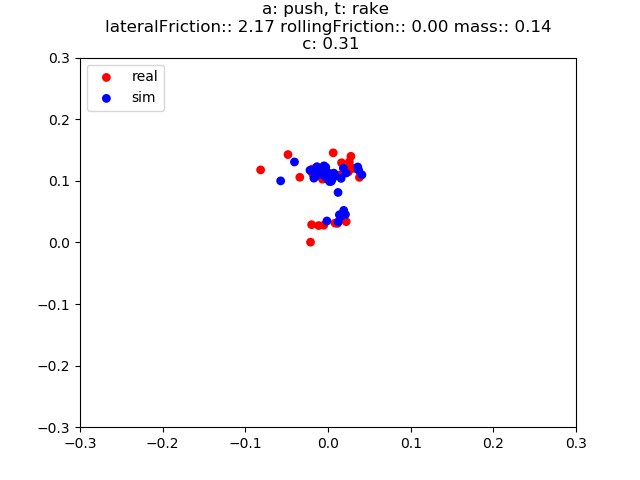 a: push, t: rake
lateralFriction:: 2.17 rollingFriction:: 0.00 mass:: 0.14
c: 0.31
real
sim
0.3
0.2
0.1
0.0
−0.1
−0.2
−0.3
−0.3 −0.2 −0.1 0.0 0.1 0.2 0.3